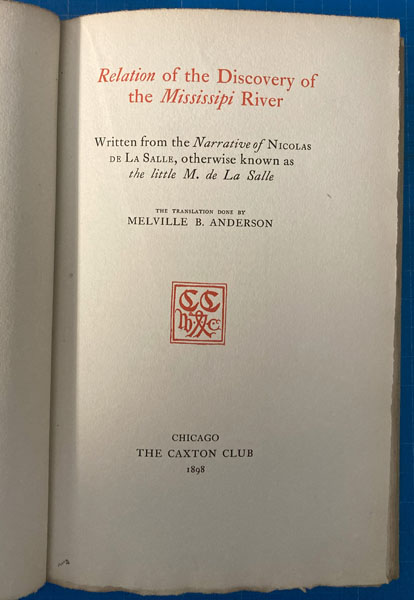 Relation of the Discovery of
the Mississipi River
Written from the Narrative of NICOLAS
DE LA SALLE, otherwise known as
the little M. de La Salle
THE TRANSLATION DONE BY
MELVILLE B. ANDERSON
CC
CHICAGO
THE CAXTON CLUB
1898